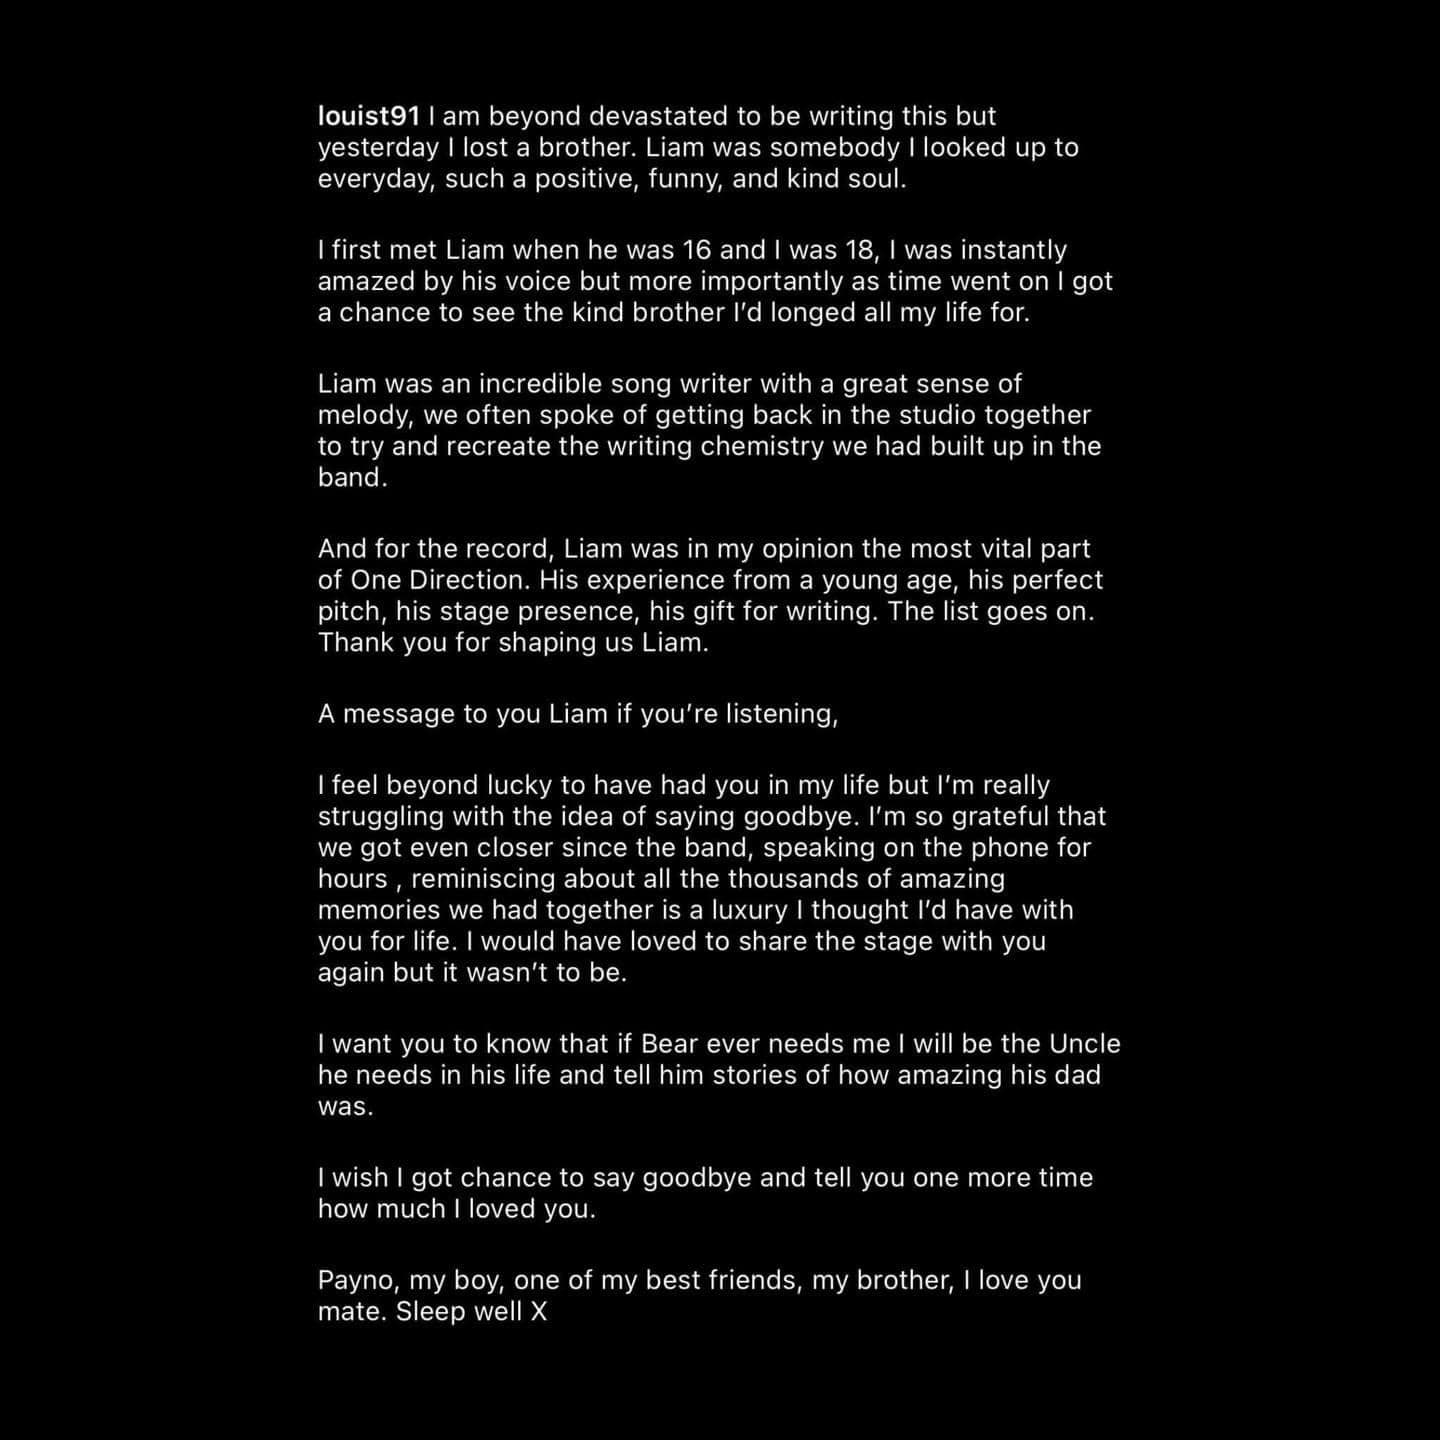 louist91 I am beyond devastated to be writing this but
yesterday I lost a brother. Liam was somebody I looked up to
everyday, such a positive, funny, and kind soul.
I first met Liam when he was 16 and I was 18, I was instantly
amazed by his voice but more importantly as time went on I got
a chance to see the kind brother I’d longed all my life for.
Liam was an incredible song writer with a great sense of
melody, we often spoke of getting back in the studio together
to try and recreate the writing chemistry we had built up in the
band.
And for the record, Liam was in my opinion the most vital part
of One Direction. His experience from a young age, his perfect
pitch, his stage presence, his gift for writing. The list goes on.
Thank you for shaping us Liam.
A message to you Liam if you’re listening,
I feel beyond lucky to have had you in my life but I’m really
struggling with the idea of saying goodbye. I’m so grateful that
we got even closer since the band, speaking on the phone for
hours , reminiscing about all the thousands of amazing
memories we had together is a luxury I thought I’d have with
you for life. I would have loved to share the stage with you
again but it wasn’t to be.
I want you to know that if Bear ever needs me I will be the Uncle
he needs in his life and tell him stories of how amazing his dad
was.
I wish I got chance to say goodbye and tell you one more time
how much I loved you.
Payno, my boy, one of my best friends, my brother, I love you
mate. Sleep well X